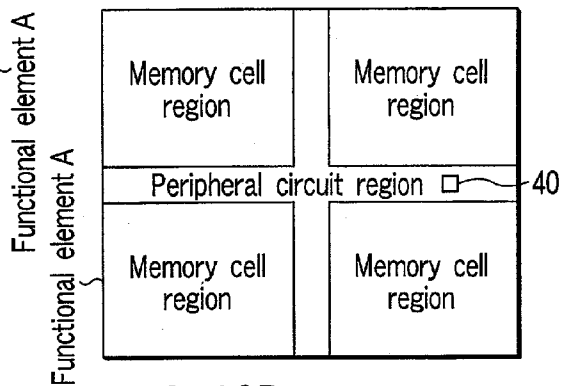 Functional element A
Functional element A
Memory cell
region
Memory cell
region
Peripheral circuit region
40
Memory cell
region
Memory cell
region